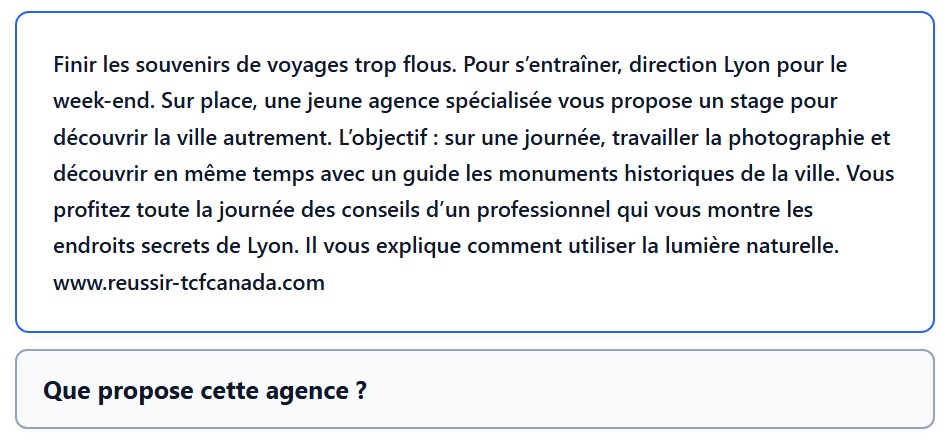 Finir les souvenirs de voyages trop flous. Pour s’entraîner, direction Lyon pour le
week-end. Sur place, une jeune agence spécialisée vous propose un stage pour
découvrir la ville autrement. L’objectif : sur une journée, travailler la photographie et
découvrir en même temps avec un guide les monuments historiques de la ville. Vous
profitez toute la journée des conseils d’un professionnel qui vous montre les
endroits secrets de Lyon. Il vous explique comment utiliser la lumière naturelle.
www.reussir-tcfcanada.com
Que propose cette agence ?